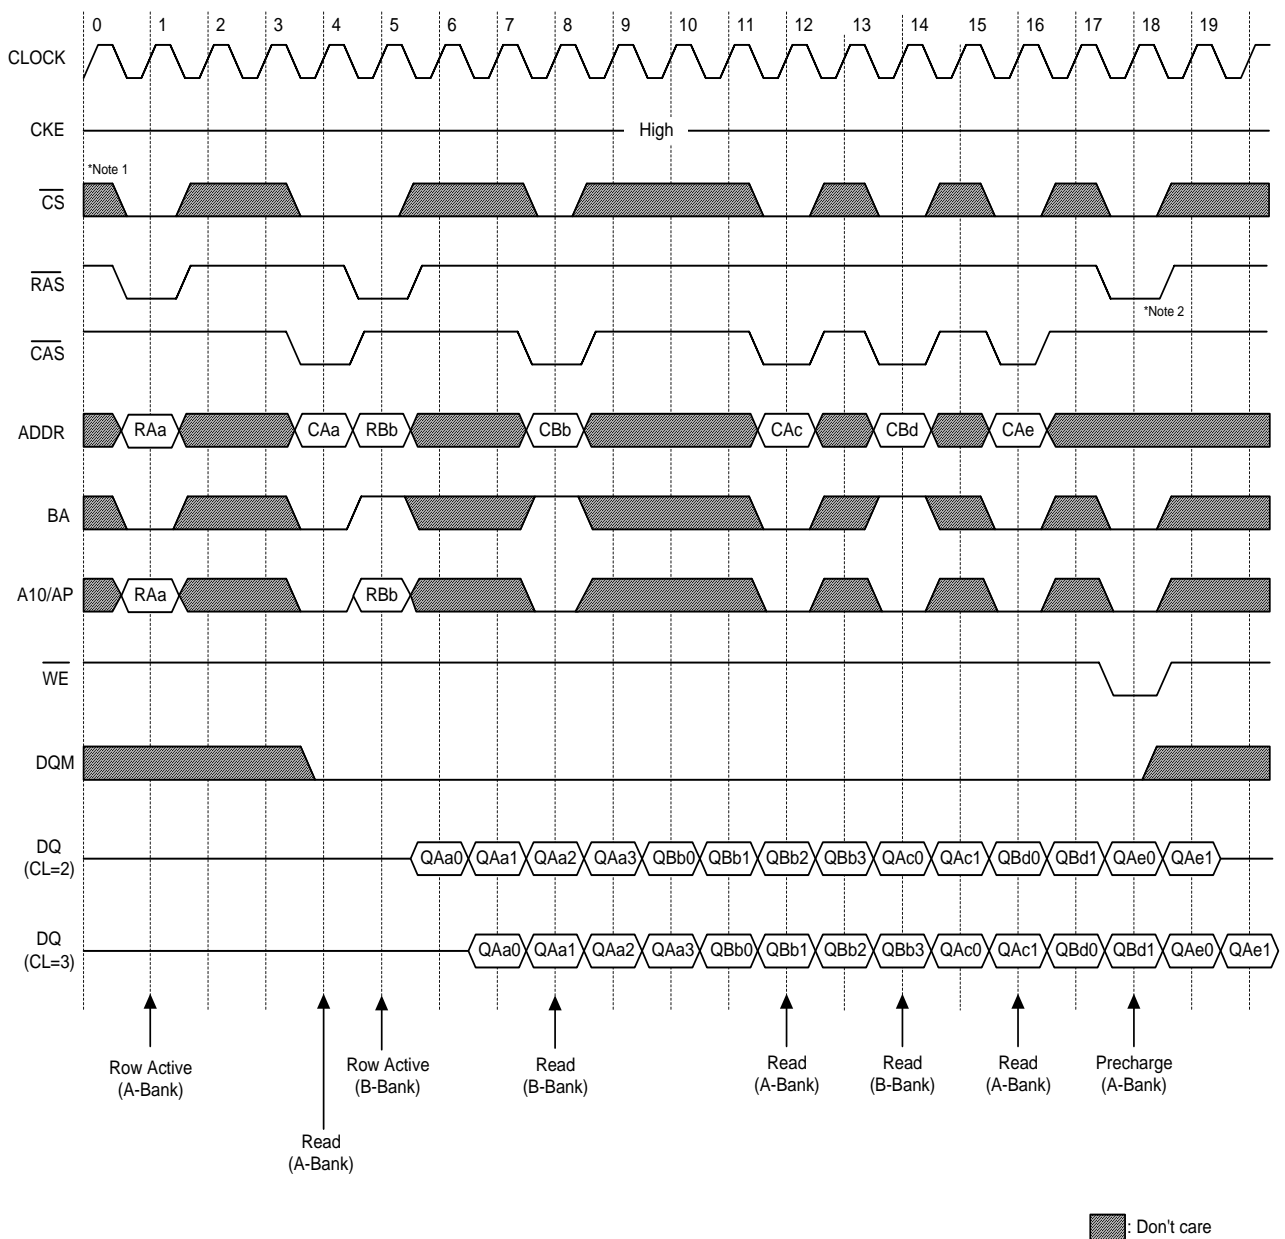 0 1 2 3 4 5 6 7 8 9 10 11 12 13 14 15 16 17 18 19
CLOCK
CKE High
*Note 1
CS
RAS
*Note 2
CAS
ADDR RAa CAa RBb CBb CAc CBd CAe
BA
A10/AP RAa RBb
WE
DQM
DQ
(CL=2)
QAa0 QAa1 QAa2 QAa3 QBb0 QBb1 QBb2 QBb3 QAc0 QAc1 QBd0 QBd1 QAe0 QAe1
DQ
(CL=3)
QAa0 QAa1 QAa2 QAa3 QBb0 QBb1 QBb2 QBb3 QAc0 QAc1 QBd0 QBd1 QAe0 QAe1
Row Active
(A-Bank)
Read
(A-Bank)
Row Active
(B-Bank)
Read
(B-Bank)
Read
(A-Bank)
Read
(B-Bank)
Read
(A-Bank)
Precharge
(A-Bank)
: Don't care